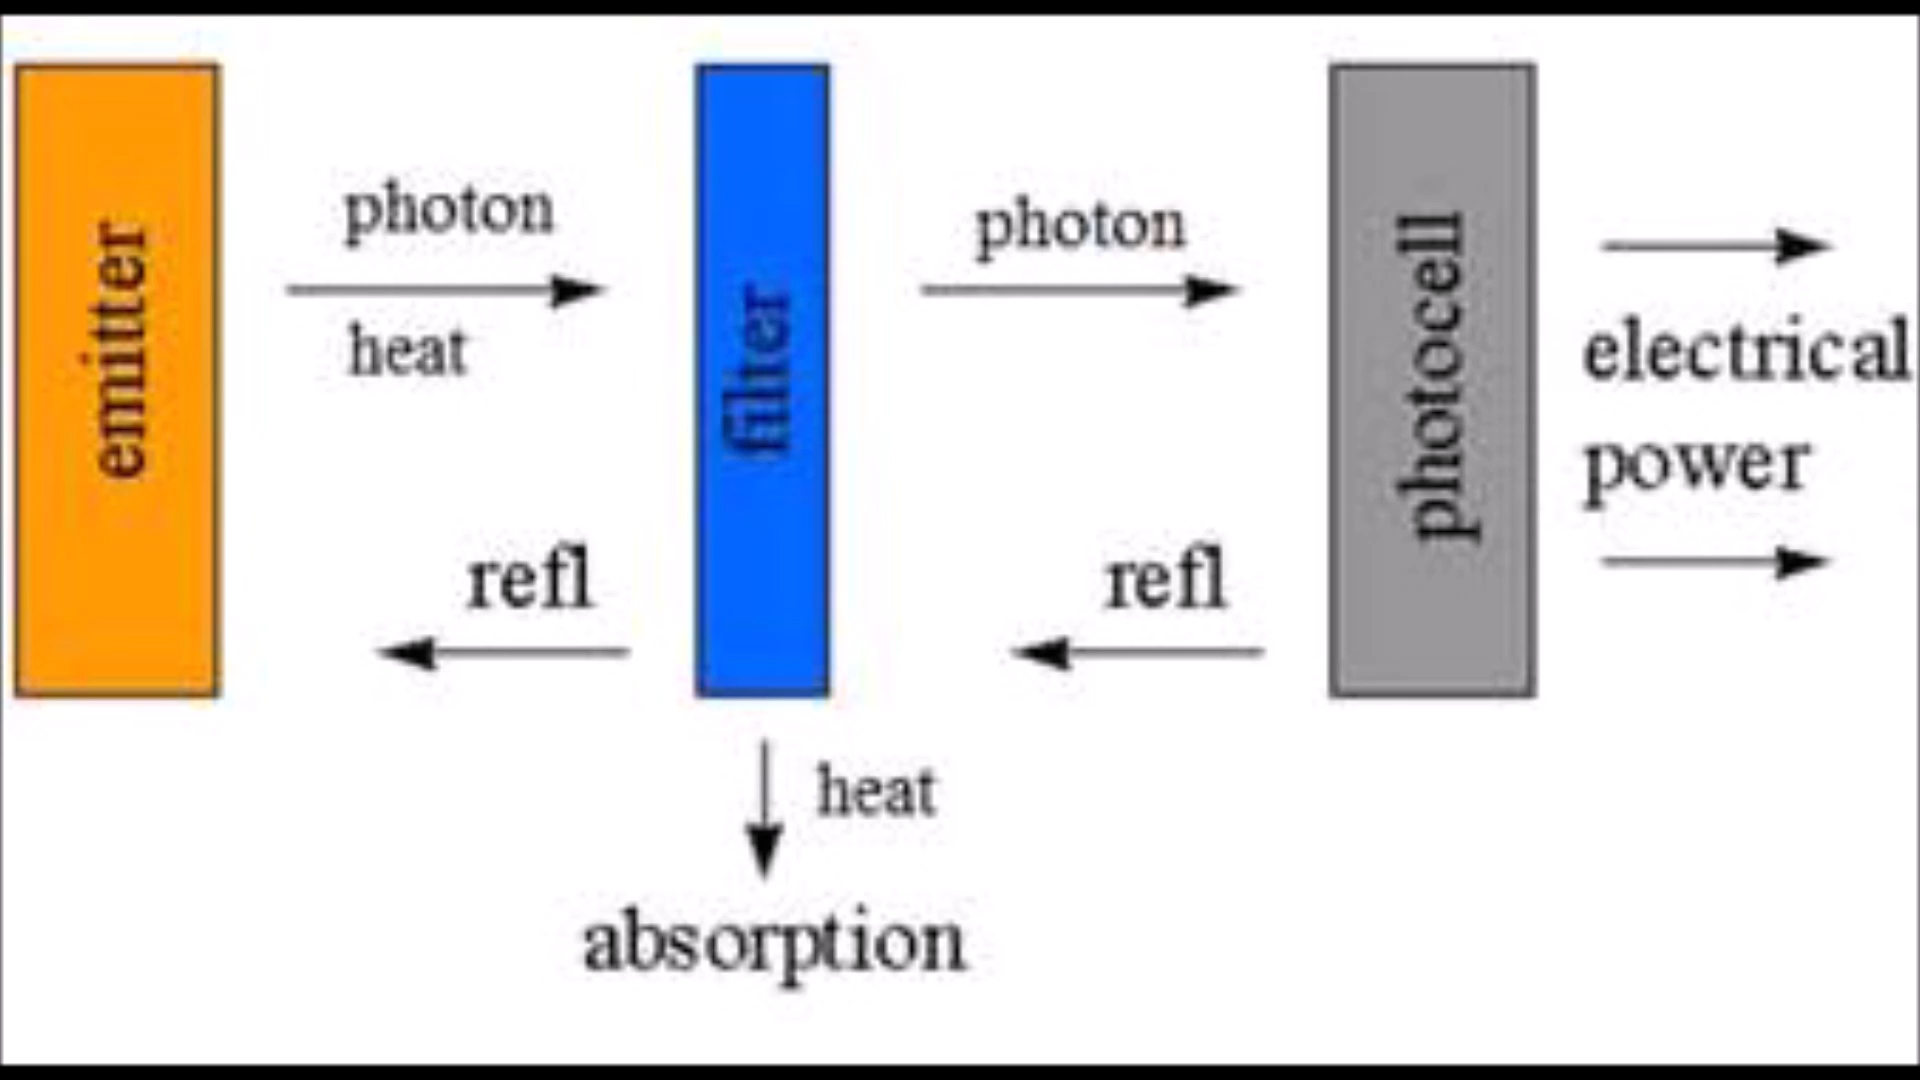 emitter
photon
heat
refl
filter
heat
absorption
photon
refl
photocell
electrical
power